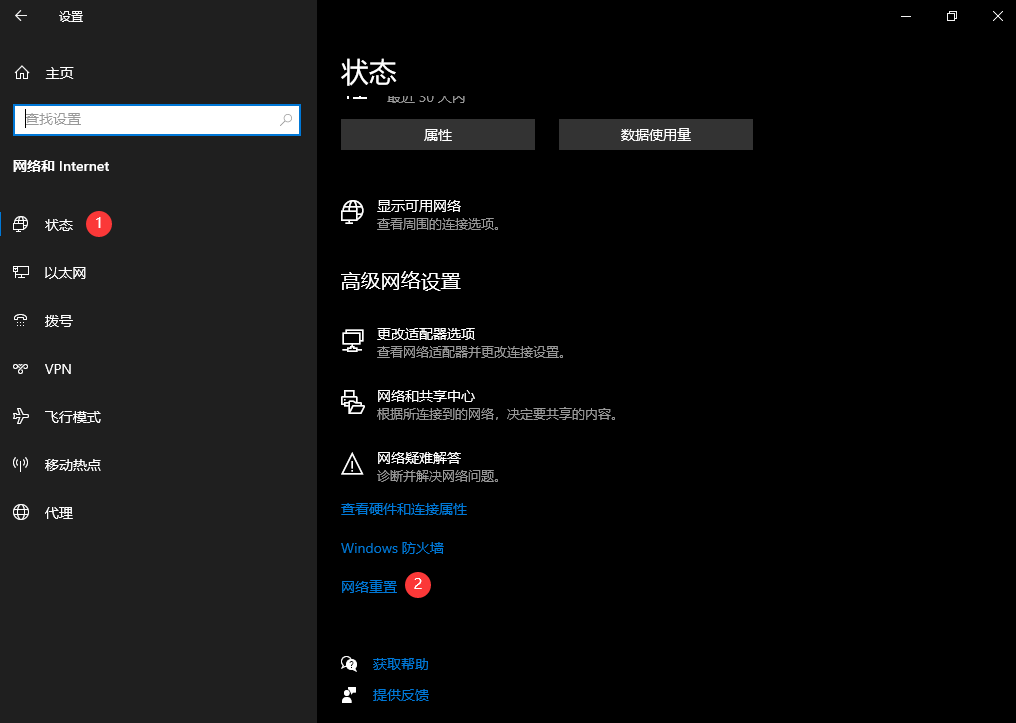 设置
主页
查找设置
网络和 Internet
状态 1
以太网
拨号
VPN
飞行模式
移动热点
代理
状态
最近 30 天内
属性
数据使用量
显示可用网络
查看周围的连接选项。
高级网络设置
更改适配器选项
查看网络适配器并更改连接设置。
网络和共享中心
根据所连接到的网络，决定要共享的内容。
网络疑难解答
诊断并解决网络问题。
查看硬件和连接属性
Windows 防火墙
网络重置 2
获取帮助
提供反馈